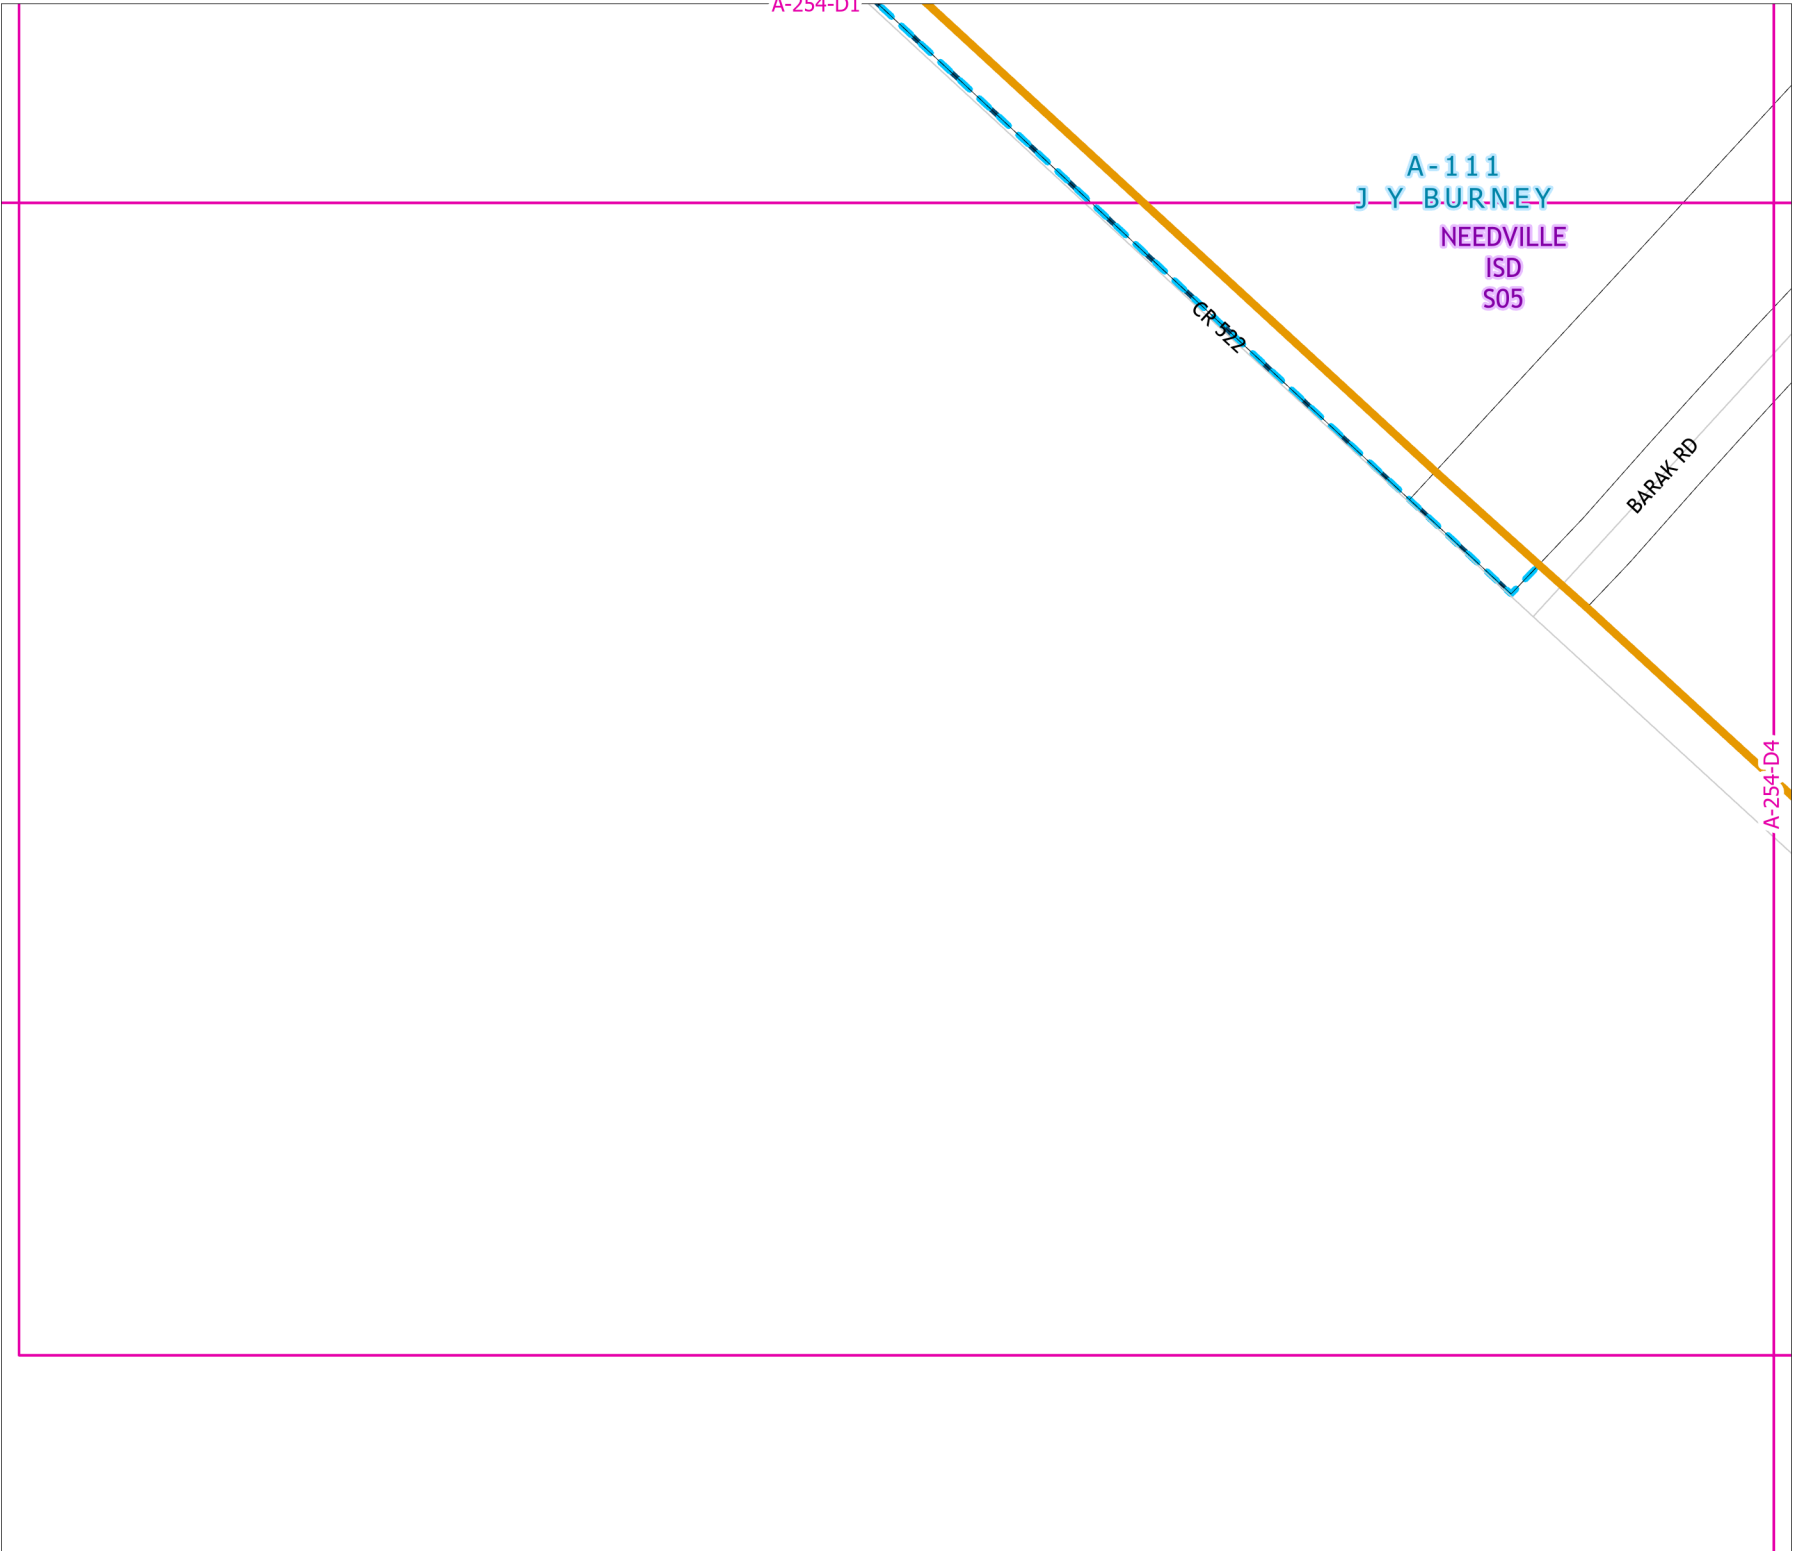 A-254-D1
A-111
J Y BURNEY
NEEDVILLE
ISD
S05
CR 522
BARAK RD
A-254-D4